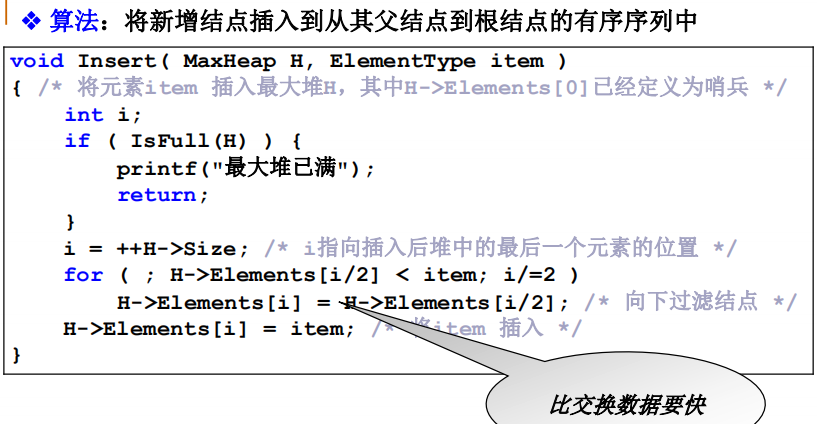 ❖ 算法：将新增结点插入到从其父结点到根结点的有序序列中
void Insert( MaxHeap H, ElementType item )
{ /* 将元素item 插入最大堆H，其中H->Elements[0]已经定义为哨兵 */
int i;
if ( IsFull(H) ) {
printf("最大堆已满");
return;
}
i = ++H->Size; /* i指向插入后堆中的最后一个元素的位置 */
for ( ; H->Elements[i/2] < item; i/=2 )
H->Elements[i] = H->Elements[i/2]; /* 向下过滤结点 */
H->Elements[i] = item; /* 将item 插入 */
}
比交换数据要快